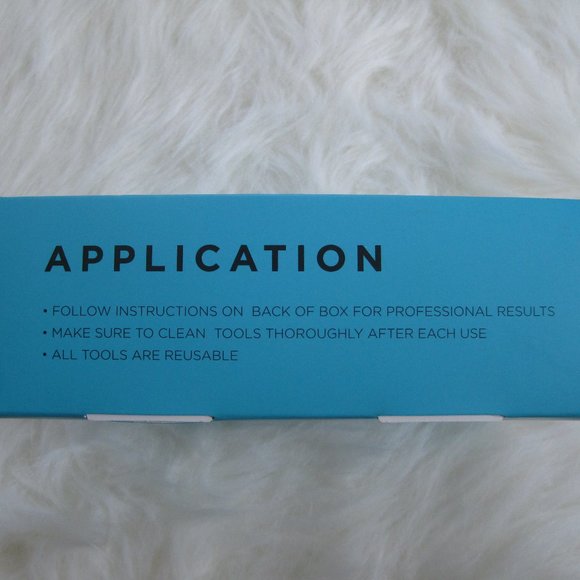 APPLICATION
• FOLLOW INSTRUCTIONS ON BACK OF BOX FOR PROFESSIONAL RESULTS
• MAKE SURE TO CLEAN TOOLS THOROUGHLY AFTER EACH USE
• ALL TOOLS ARE REUSABLE